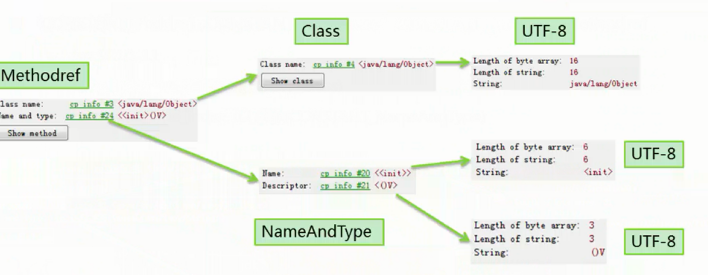 Class
UTF-8
Methodref
Class name: cp info #4 <java/lang/Object>
Show class
Length of byte array: 16
Length of string: 16
String: java/lang/Object
lass name: cp info #3 <java/lang/Object>
ame and type: cp info #24 <<init>()V>
Show method
Name: cp info #20 <<init>>
Descriptor: cp info #21 <()V>
Length of byte array: 6
Length of string: 6
String: <init>
UTF-8
NameAndType
Length of byte array: 3
Length of string: 3
String: ()V
UTF-8